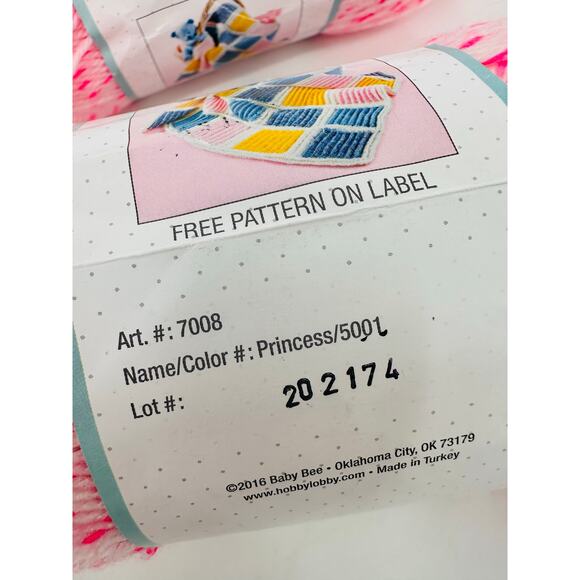 FREE PATTERN ON LABEL
Art. #: 7008
Name/Color #: Princess/5001
Lot #: 202174
©2016 Baby Bee • Oklahoma City, OK 73179
www.hobbylobby.com • Made in Turkey